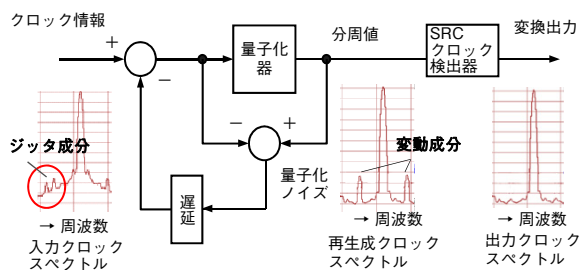 クロック情報
+
−
量子化
器
分周値
SRC
クロック
検出器
変換出力
ジッタ成分
−
+
量子化
ノイズ
変動成分
遅延
→ 周波数
入力クロック
スペクトル
→ 周波数
再生成クロック
スペクトル
→ 周波数
出力クロック
スペクトル